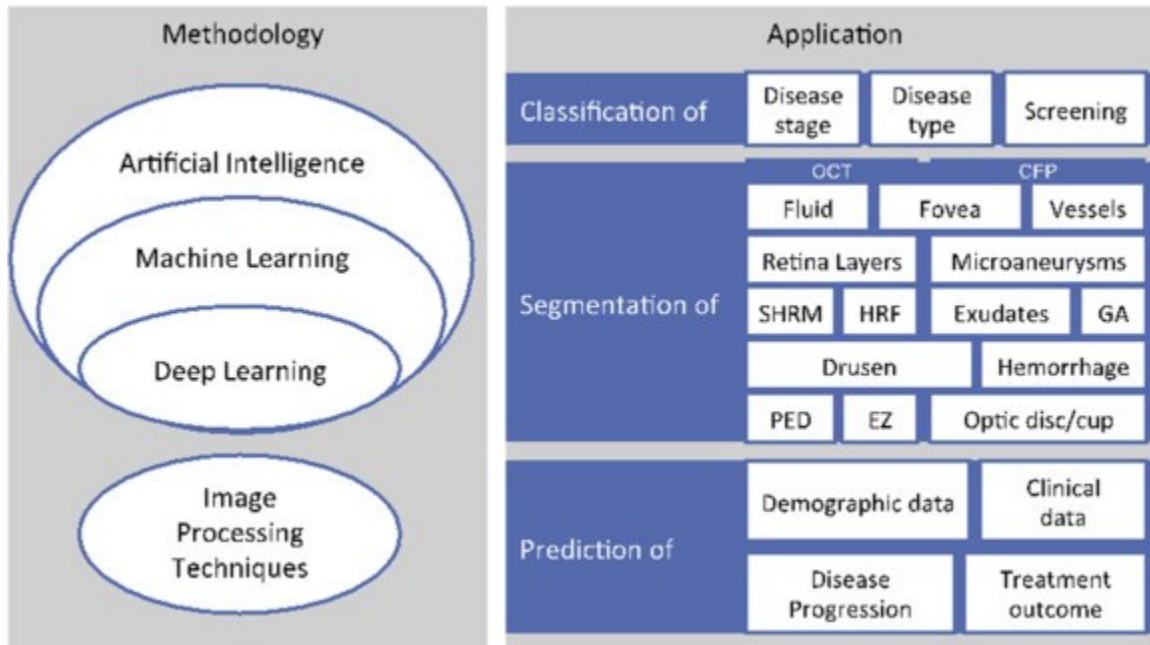 Methodology
Artificial Intelligence
Machine Learning
Deep Learning
Image
Processing
Techniques
Application
Classification of
Disease
stage
Disease
type
Screening
Segmentation of
OCT
CFP
Fluid
Fovea
Vessels
Retina Layers
Microaneurysms
SHRM
HRF
Exudates
GA
Drusen
Hemorrhage
PED
EZ
Optic disc/cup
Prediction of
Demographic data
Clinical
data
Disease
Progression
Treatment
outcome